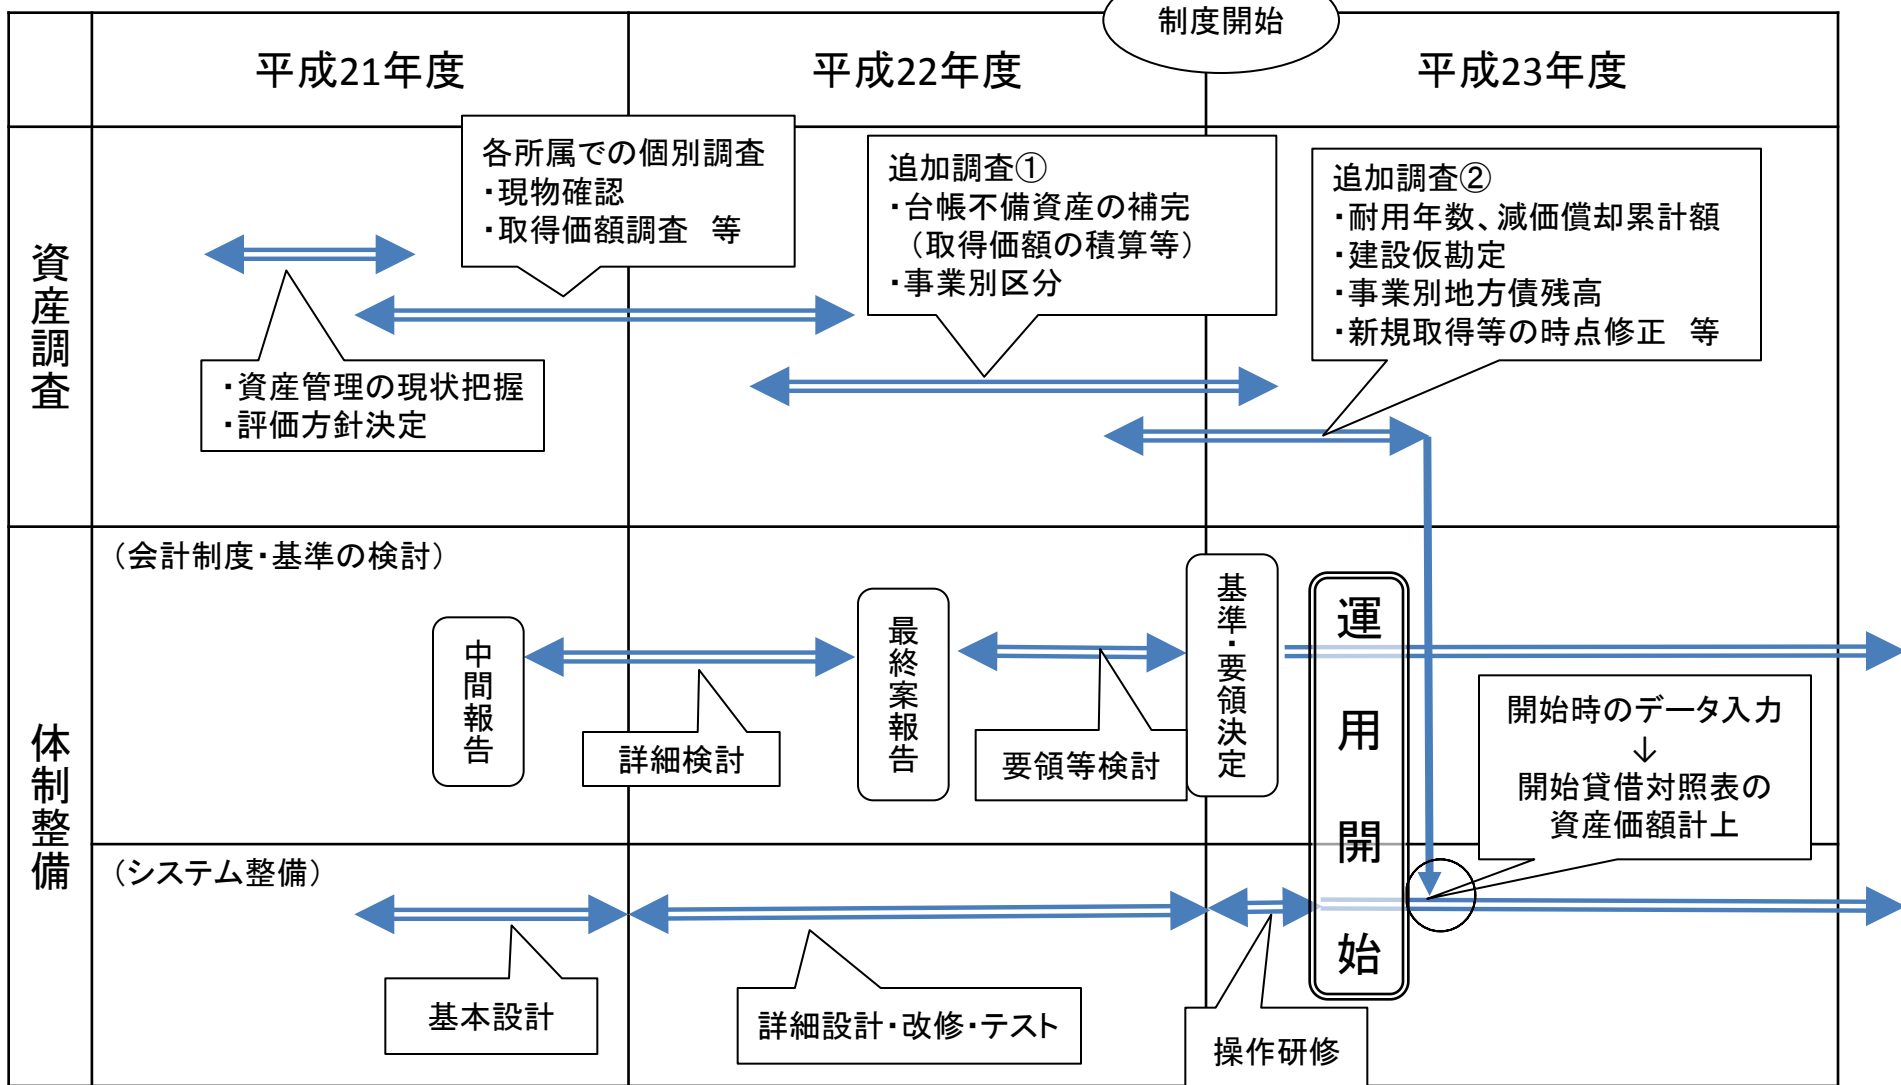 制度開始
平成21年度
平成22年度
平成23年度
資産調査
各所属での個別調査
・現物確認
・取得価額調査　等
追加調査①
・台帳不備資産の補完
（取得価額の積算等）
・事業別区分
追加調査②
・耐用年数、減価償却累計額
・建設仮勘定
・事業別地方債残高
・新規取得等の時点修正　等
・資産管理の現状把握
・評価方針決定
体制整備
（会計制度・基準の検討）
中間報告
詳細検討
最終案報告
要領等検討
基準・要領決定
運用開始
開始時のデータ入力
↓
開始貸借対照表の
資産価額計上
（システム整備）
基本設計
詳細設計・改修・テスト
操作研修